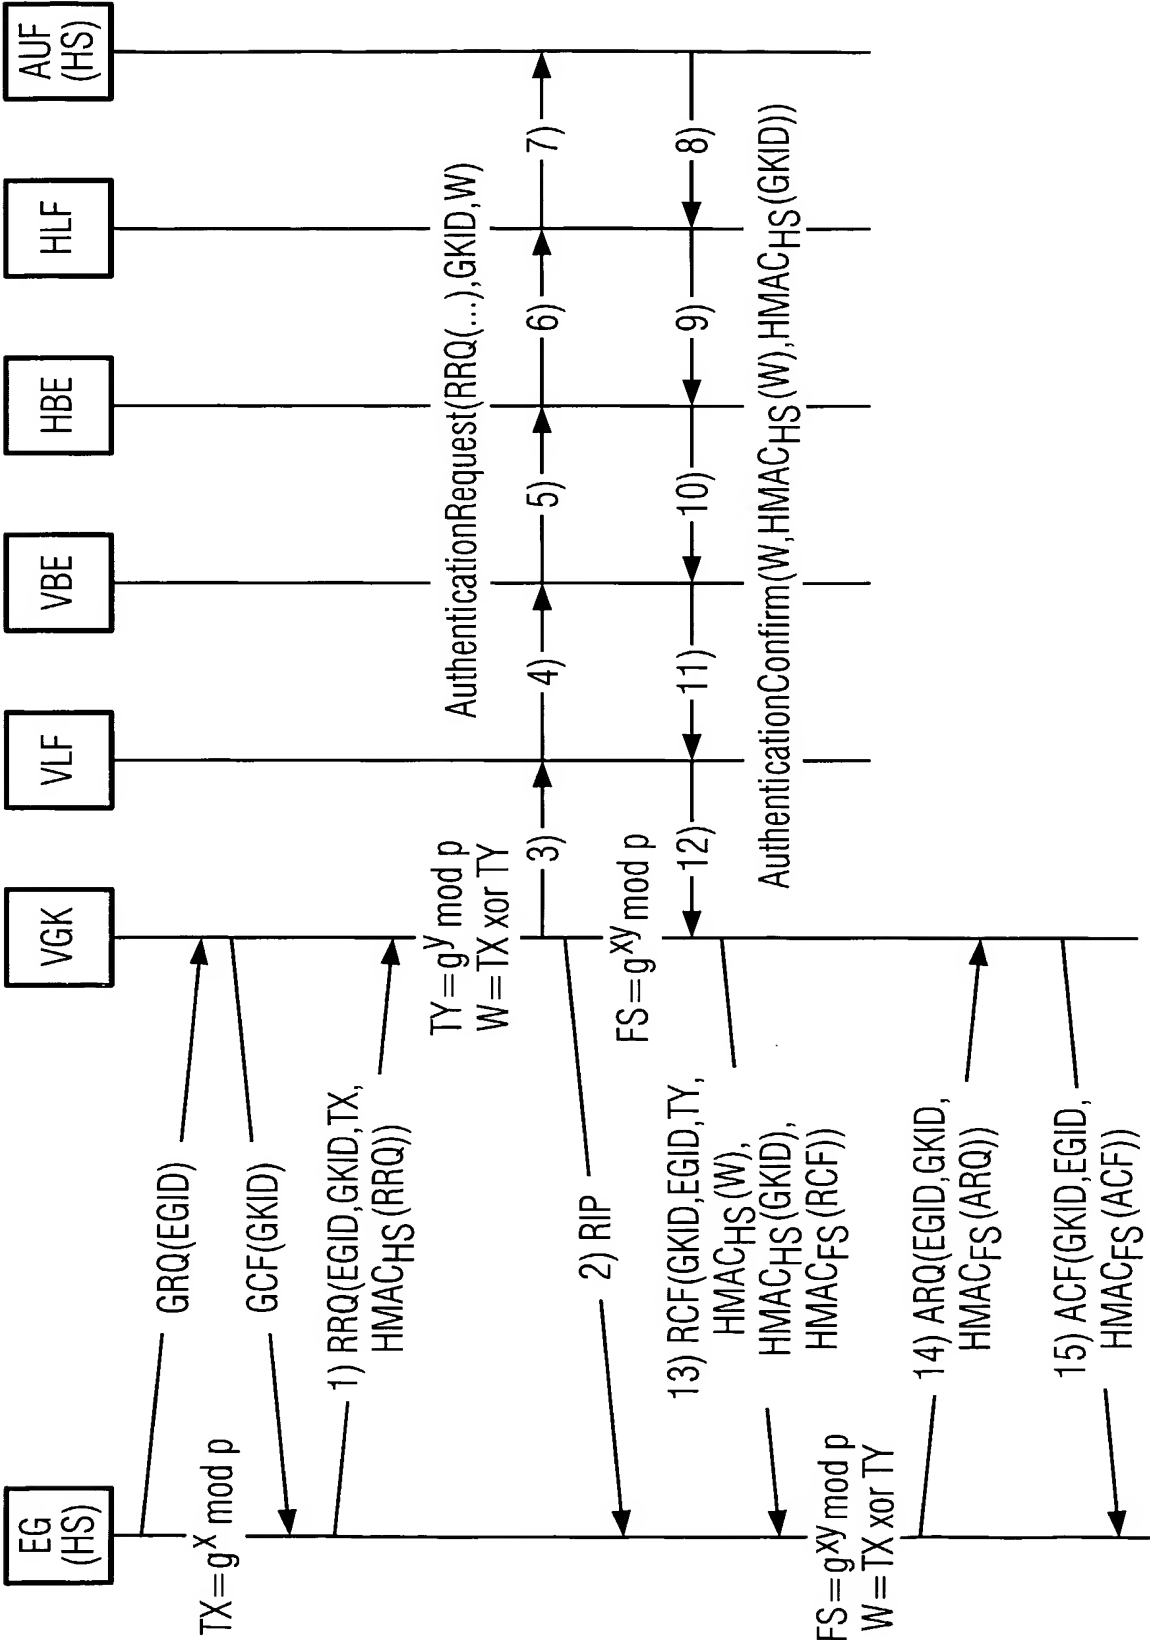 EG
(HS)
VGK
VLF
VBE
HBE
HLF
AUF
(HS)
GRQ(EGID)
TX=g^x mod p
GCF(GKID)
1) RRQ(EGID,GKID,TX,
HMAC_HS(RRQ))
TY=g^y mod p
W=TX xor TY
AuthenticationRequest(RRQ(...),GKID,W)
3)
4)
5)
6)
7)
2) RIP
FS=g^xy mod p
8)
9)
10)
11)
12)
AuthenticationConfirm(W,HMAC_HS(W),HMAC_HS(GKID))
13) RCF(GKID,EGID,TY,
HMAC_HS(W),
HMAC_HS(GKID),
HMAC_FS(RCF))
FS=g^xy mod p
W=TX xor TY
14) ARQ(EGID,GKID,
HMAC_FS(ARQ))
15) ACF(GKID,EGID,
HMAC_FS(ACF))